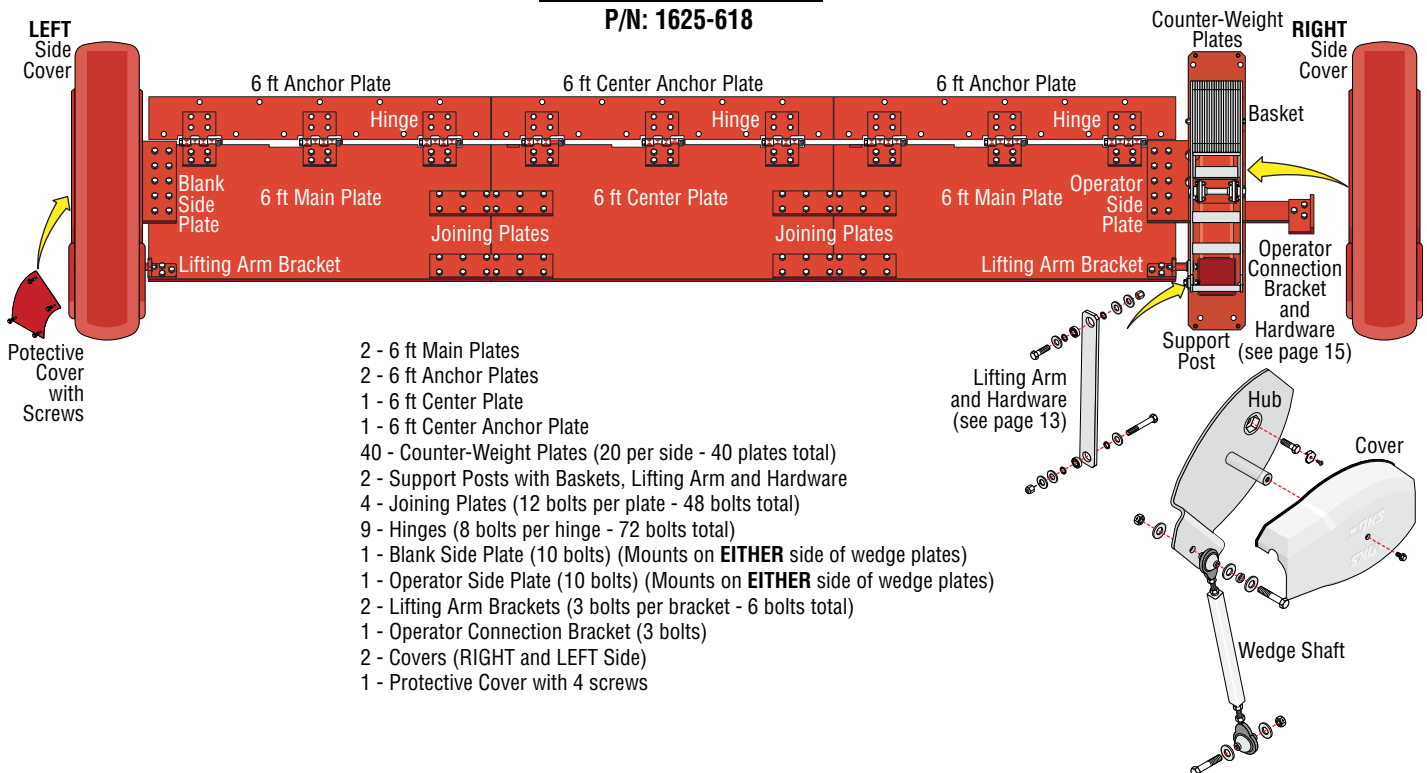 P/N: 1625-618
LEFT
Side
Cover
6 ft Anchor Plate
6 ft Center Anchor Plate
6 ft Anchor Plate
Counter-Weight
Plates
RIGHT
Side
Cover
Hinge
Hinge
Hinge
Basket
Blank
Side
Plate
6 ft Main Plate
6 ft Center Plate
6 ft Main Plate
Operator
Side
Plate
Joining Plates
Joining Plates
Lifting Arm Bracket
Lifting Arm Bracket
Operator
Connection
Bracket
and
Hardware
(see page 15)
Support
Post
Potective
Cover
with
Screws
Lifting Arm
and Hardware
(see page 13)
2 - 6 ft Main Plates
2 - 6 ft Anchor Plates
1 - 6 ft Center Plate
1 - 6 ft Center Anchor Plate
40 - Counter-Weight Plates (20 per side - 40 plates total)
2 - Support Posts with Baskets, Lifting Arm and Hardware
4 - Joining Plates (12 bolts per plate - 48 bolts total)
9 - Hinges (8 bolts per hinge - 72 bolts total)
1 - Blank Side Plate (10 bolts) (Mounts on EITHER side of wedge plates)
1 - Operator Side Plate (10 bolts) (Mounts on EITHER side of wedge plates)
2 - Lifting Arm Brackets (3 bolts per bracket - 6 bolts total)
1 - Operator Connection Bracket (3 bolts)
2 - Covers (RIGHT and LEFT Side)
1 - Protective Cover with 4 screws
Hub
Cover
DKS
DKS
Wedge Shaft